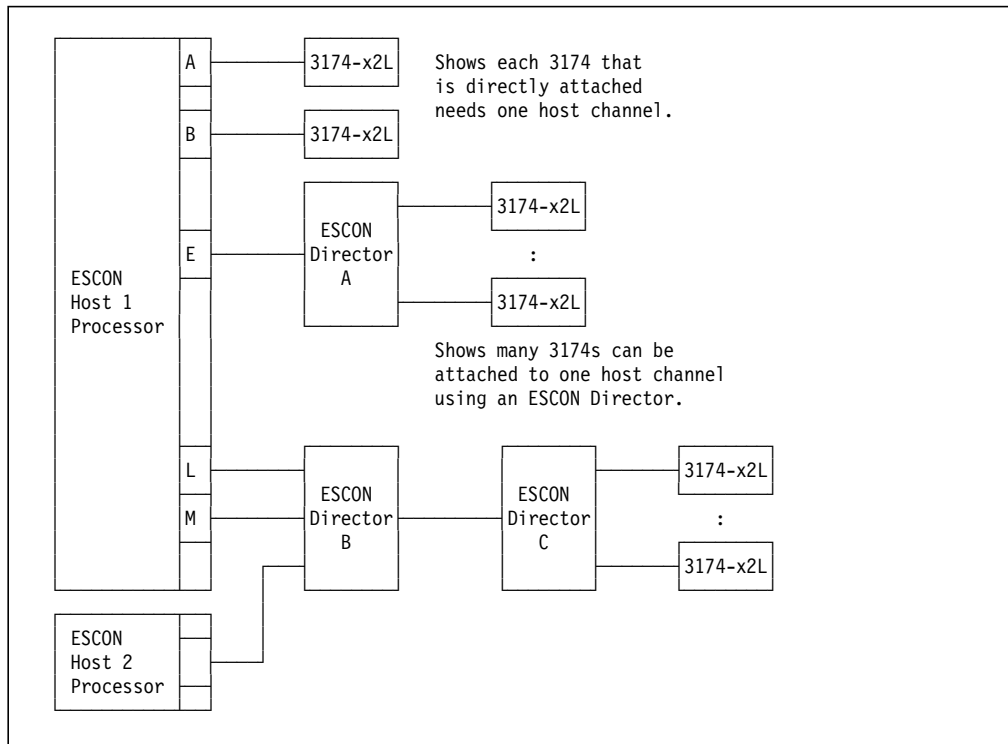 A
3174-x2L
Shows each 3174 that
is directly attached
needs one host channel.
B
3174-x2L
E
ESCON
Director
A
3174-x2L
:
3174-x2L
ESCON
Host 1
Processor
Shows many 3174s can be
attached to one host channel
using an ESCON Director.
L
M
ESCON
Director
B
ESCON
Director
C
3174-x2L
:
3174-x2L
ESCON
Host 2
Processor